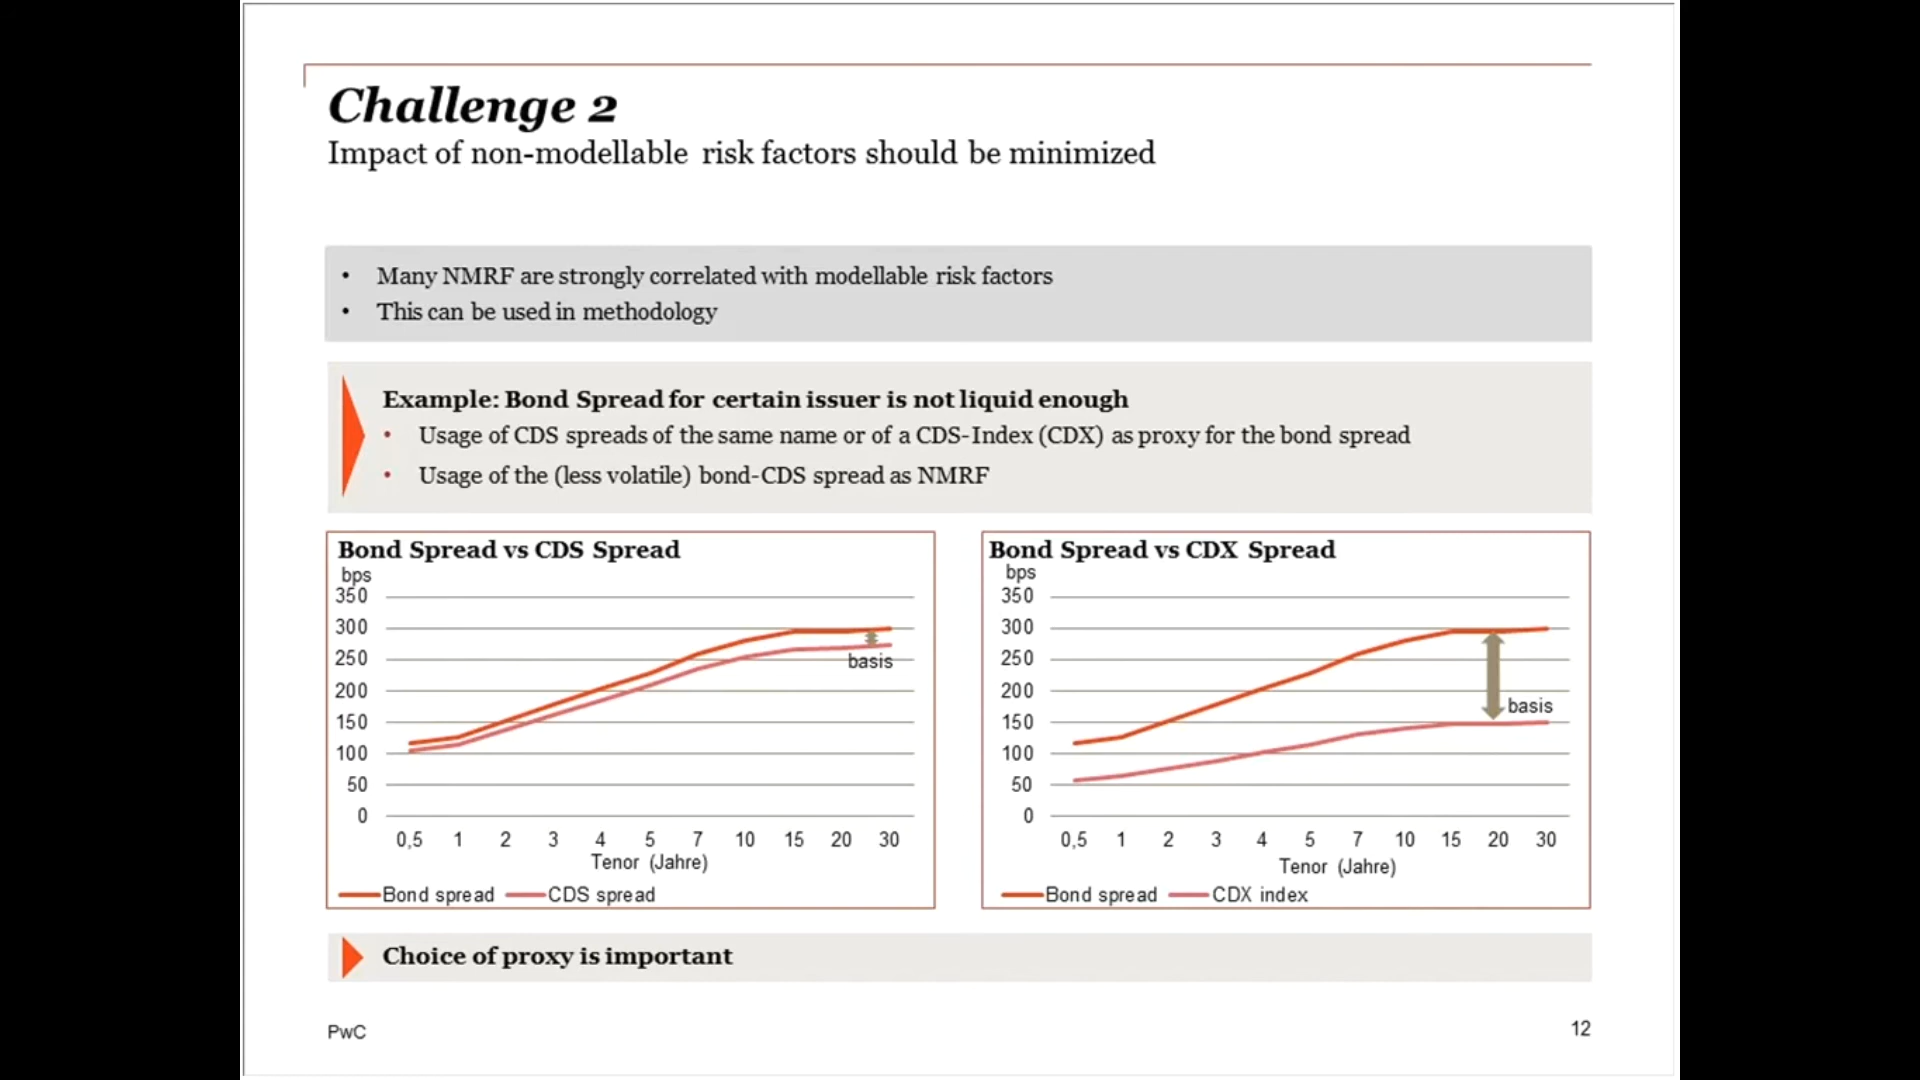 Challenge 2
Impact of non-modellable risk factors should be minimized
• Many NMRF are strongly correlated with modellable risk factors
• This can be used in methodology
Example: Bond Spread for certain issuer is not liquid enough
• Usage of CDS spreads of the same name or of a CDS-Index (CDX) as proxy for the bond spread
• Usage of the (less volatile) bond-CDS spread as NMRF
Bond Spread vs CDS Spread
bps
350
300
250
200
150
100
50
0
basis
0,5 1 2 3 4 5 7 10 15 20 30
Tenor (Jahre)
Bond spread CDS spread
Bond Spread vs CDX Spread
bps
350
300
250
200
150
100
50
0
basis
0,5 1 2 3 4 5 7 10 15 20 30
Tenor (Jahre)
Bond spread CDX index
Choice of proxy is important
PwC
12